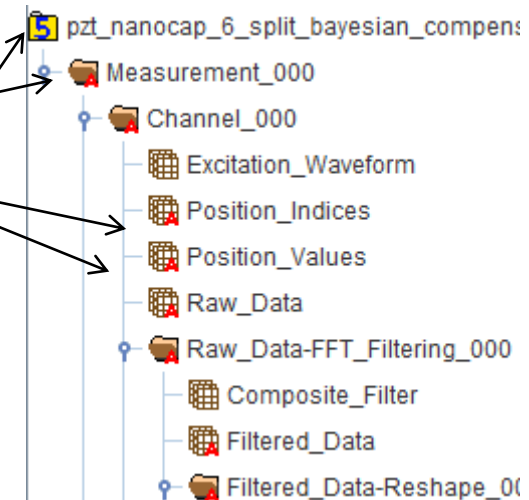 pzt_nanocap_6_split_bayesian_compens
Measurement_000
Channel_000
Excitation_Waveform
Position_Indices
Position_Values
Raw_Data
Raw_Data-FFT_Filtering_000
Composite_Filter
Filtered_Data
Filtered_Data-Reshape_00